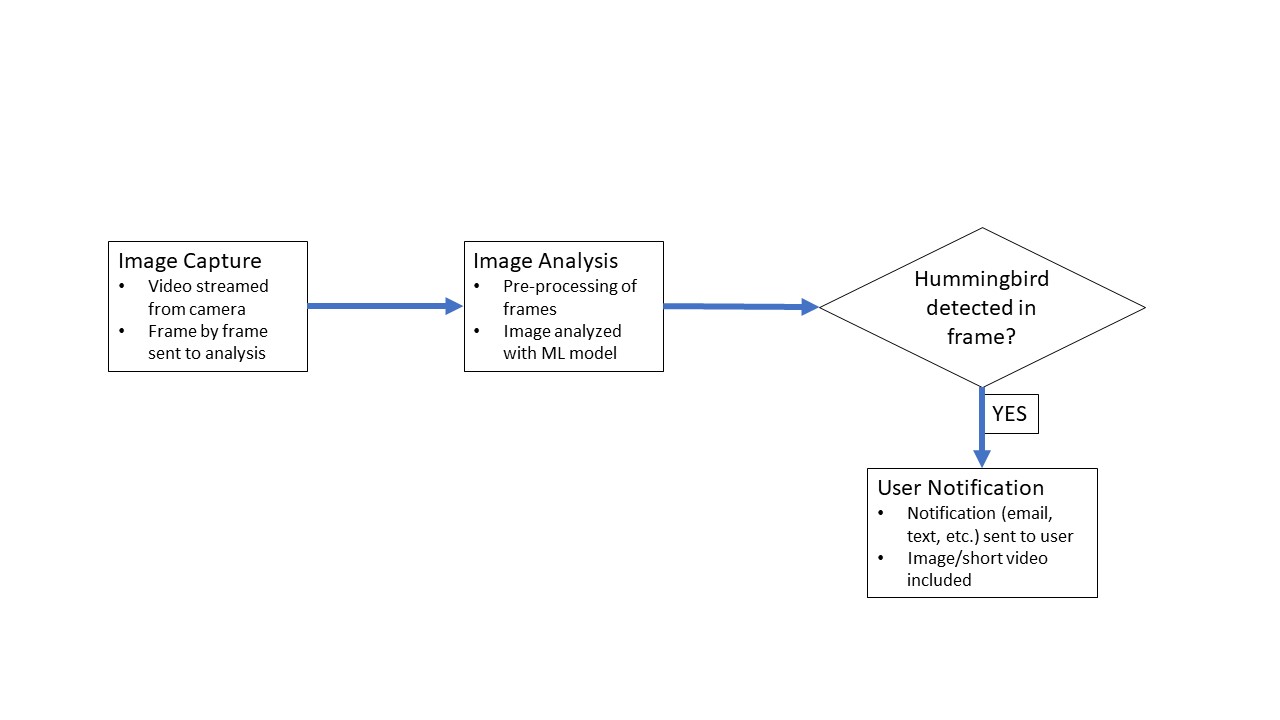 Image Capture
• Video streamed
from camera
• Frame by frame
sent to analysis
Image Analysis
• Pre-processing of
frames
• Image analyzed
with ML model
Hummingbird
detected in
frame?
YES
User Notification
• Notification (email,
text, etc.) sent to user
• Image/short video
included